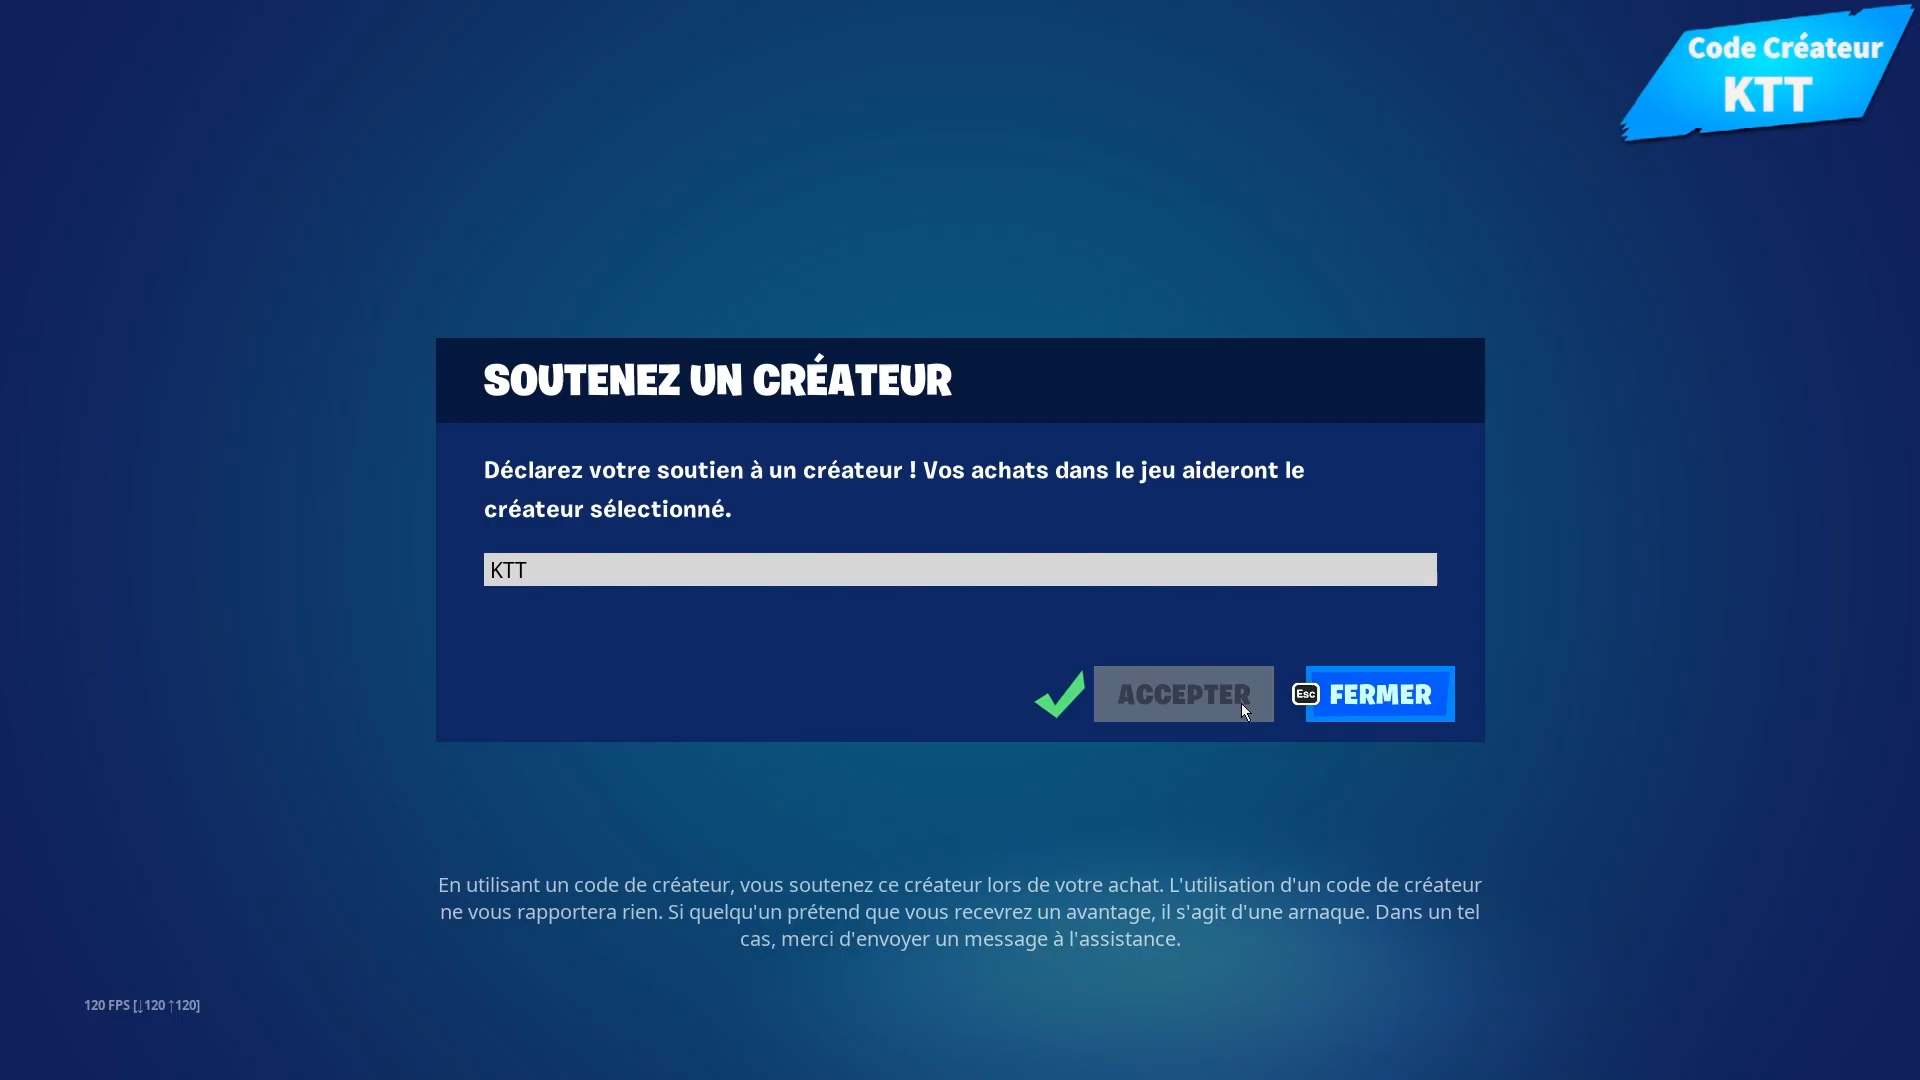 Code Créateur
KTT
SOUTENEZ UN CRÉATEUR
Déclarez votre soutien à un créateur ! Vos achats dans le jeu aideront le
créateur sélectionné.
KTT
ACCEPTER
Esc FERMER
En utilisant un code de créateur, vous soutenez ce créateur lors de votre achat. L'utilisation d'un code de créateur
ne vous rapportera rien. Si quelqu'un prétend que vous recevrez un avantage, il s'agit d'une arnaque. Dans un tel
cas, merci d'envoyer un message à l'assistance.
120 FPS [↓120 ↑120]